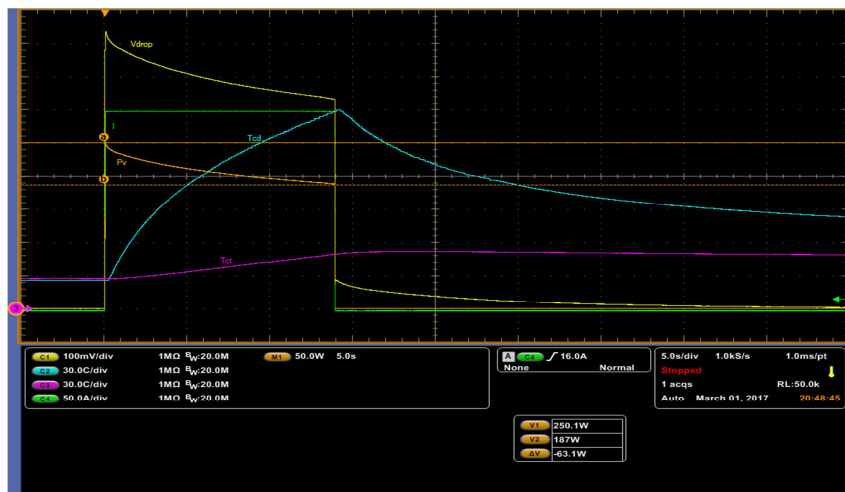 Vdrop
I
a
Tcd
Pv
b
Tct
3
C1 100mV/div 1MΩ BW:20.0M M1 50.0W 5.0s
C2 30.0C/div 1MΩ BW:20.0M
C3 30.0C/div 1MΩ BW:20.0M
C4 50.0A/div 1MΩ BW:20.0M
A C4 16.0A
None Normal
5.0s/div 1.0kS/s 1.0ms/pt
Stopped
1 acqs RL:50.0k
Auto March 01, 2017 20:48:45
V1 250.1W
V2 187W
ΔV -63.1W